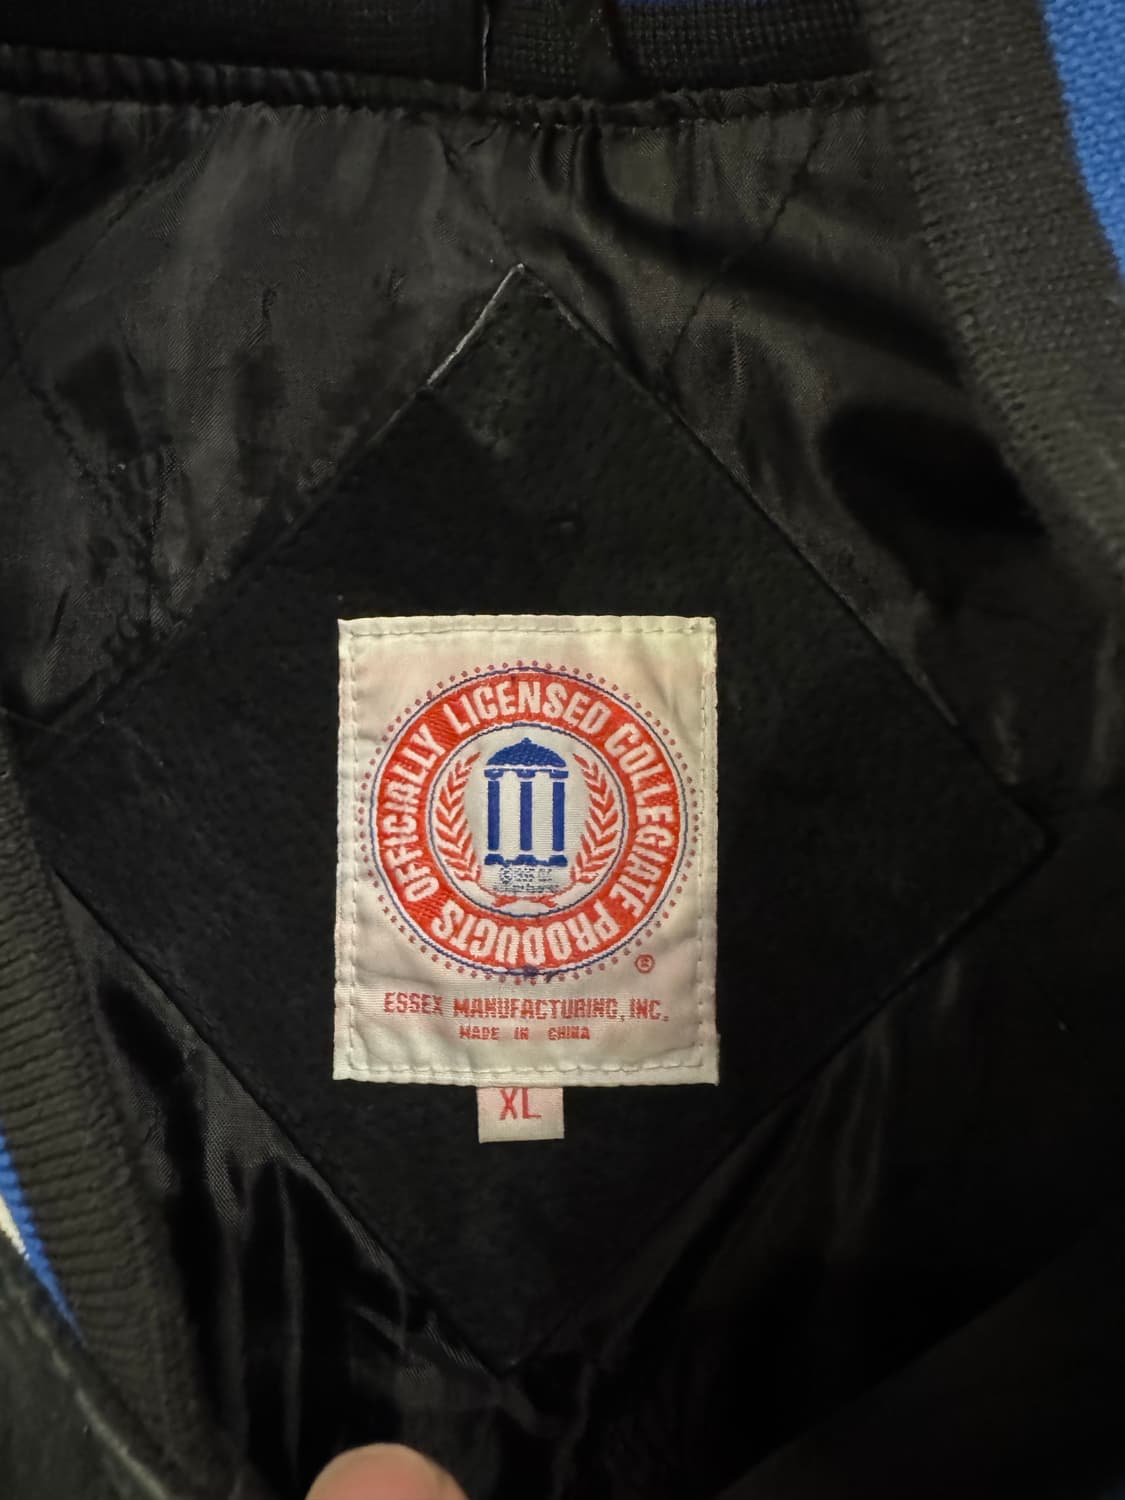 OFFICIALLY LICENSED COLLEGIATE PRODUCTS
®
ESSEX MANUFACTURING, INC.
MADE IN CHINA
XL